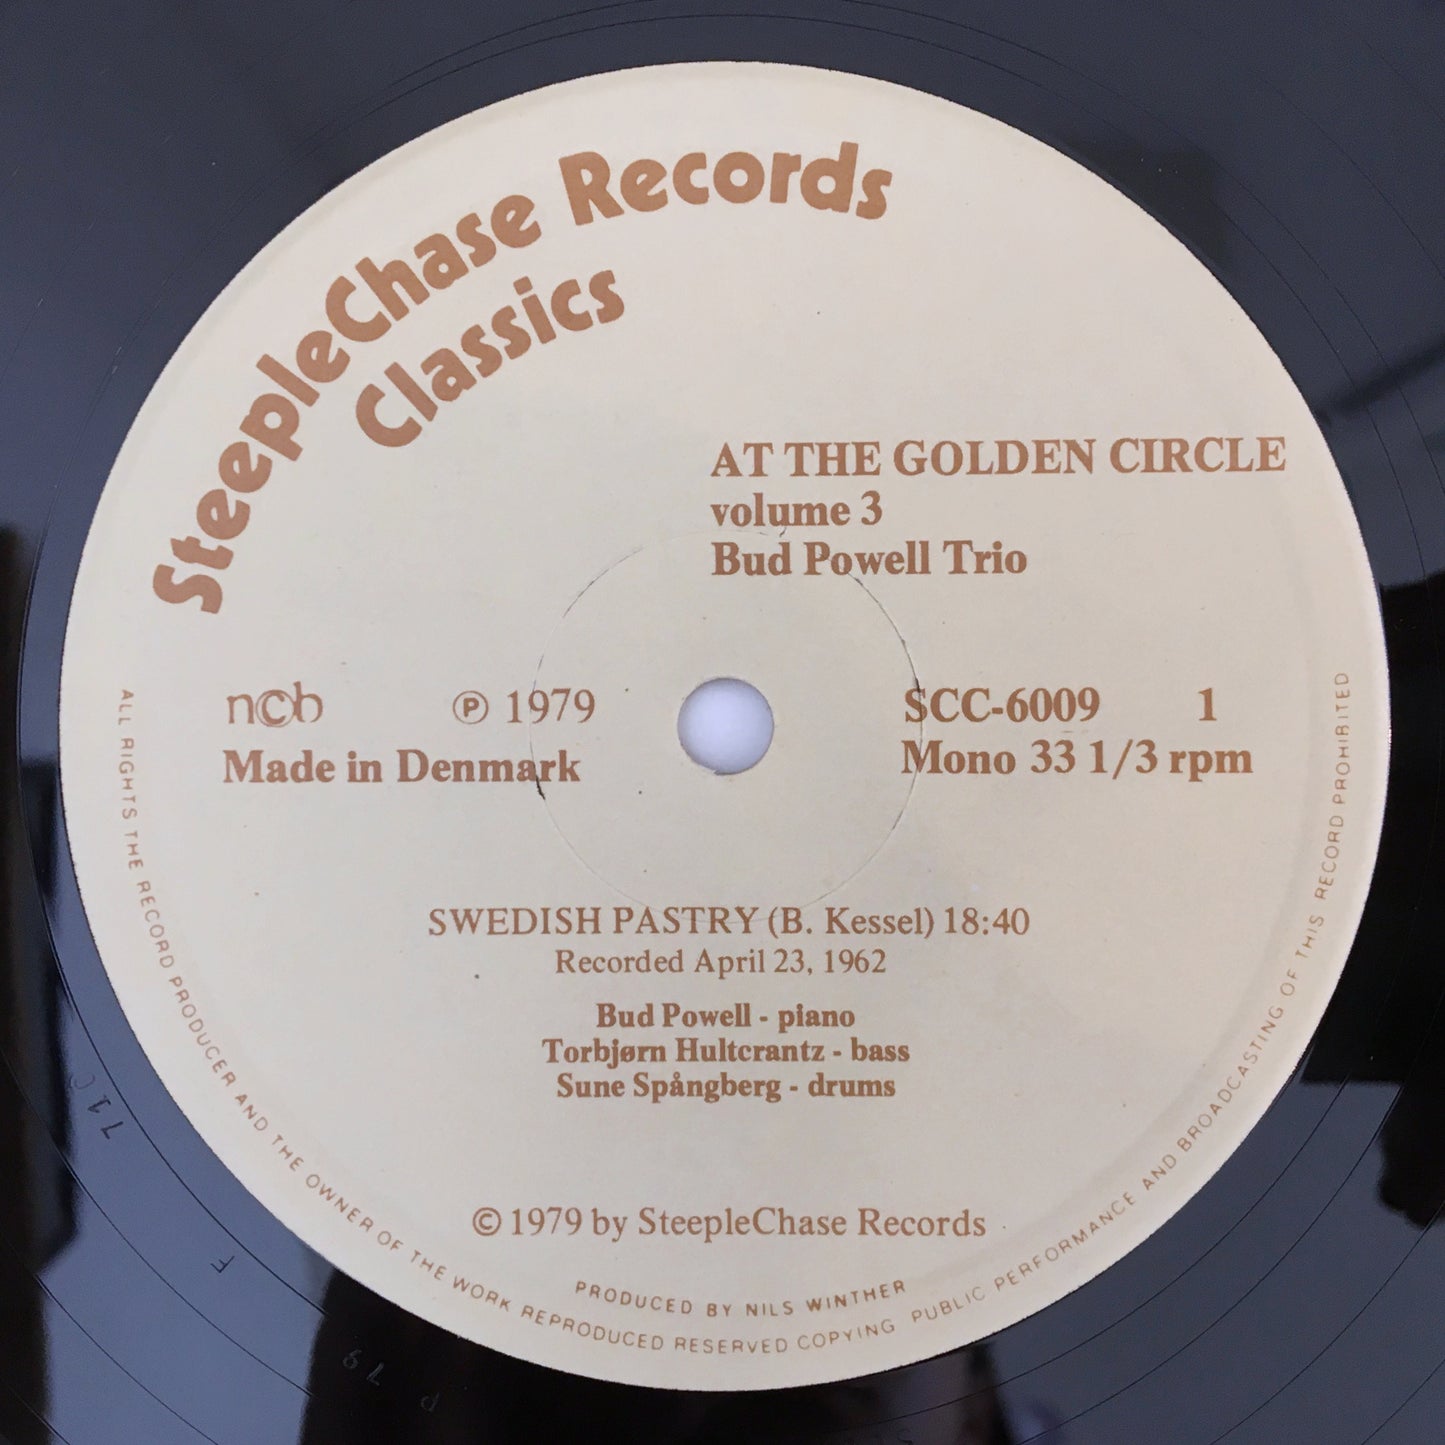 SteepleChase Records
Classics
AT THE GOLDEN CIRCLE
volume 3
Bud Powell Trio
ncb ℗ 1979
Made in Denmark
SCC-6009 1
Mono 33 1/3 rpm
SWEDISH PASTRY (B. Kessel) 18:40
Recorded April 23, 1962
Bud Powell - piano
Torbjørn Hultcrantz - bass
Sune Spångberg - drums
© 1979 by SteepleChase Records
PRODUCED BY NILS WINTHER
ALL RIGHTS THE RECORD PRODUCER AND THE OWNER OF THE WORK REPRODUCED RESERVED COPYING PUBLIC PERFORMANCE AND BROADCASTING OF THIS RECORD PROHIBITED